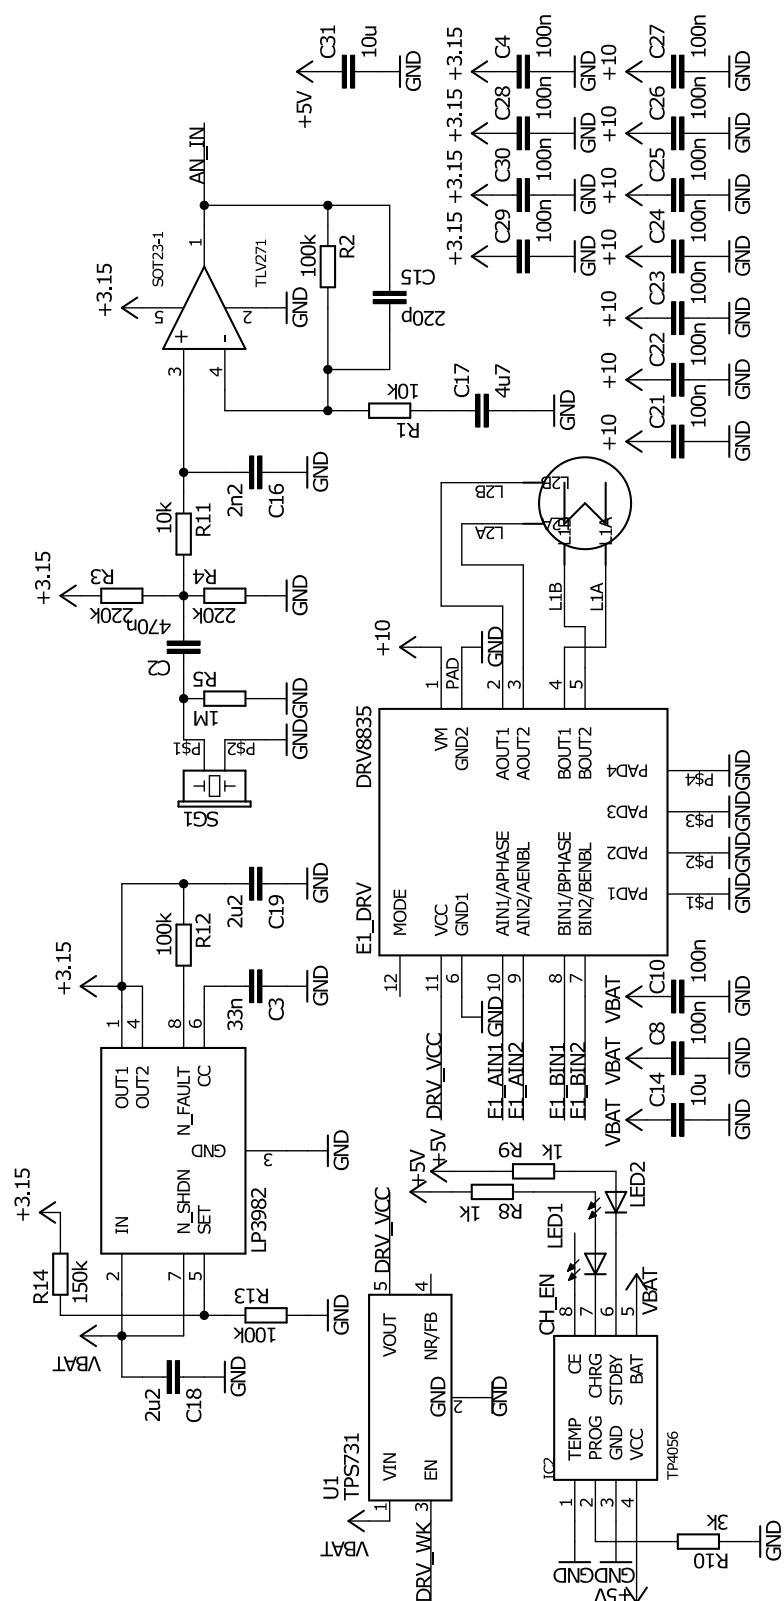 +5V
C31
10u
GND
+3.15
C4
100n
GND
+10
C27
100n
GND
+3.15
C28
100n
GND
+10
C26
100n
GND
+3.15
C30
100n
GND
+10
C25
100n
GND
+3.15
C29
100n
GND
+10
C24
100n
GND
+10
C23
100n
GND
+10
C22
100n
GND
+10
C21
100n
GND
AN_IN
SOT23-1
TLV271
+3.15
1
5
2
3
4
+
-
GND
100k
R2
C15
220p
10k
R1
C17
4u7
GND
2n2
C16
GND
10k
R11
+3.15
R3
220k
R4
220k
GND
470n
C2
R5
1M
GND
P$1
P$2
GND
SG1
L2B
L2A
L2B
L2A
L1B
L1A
L1B
L1A
+10
GND
DRV8835
E1_DRV
1
PAD
2
3
4
5
VM
GND2
AOUT1
AOUT2
BOUT1
BOUT2
PAD4
PAD3
PAD2
PAD1
P$4
P$3
P$2
P$1
GND
GND
GND
GND
MODE
VCC
GND1
AIN1/APHASE
AIN2/AENBL
BIN1/BPHASE
BIN2/BENBL
12
11
6
10
9
8
7
DRV_VCC
GND
E1_AIN1
E1_AIN2
E1_BIN1
E1_BIN2
VBAT
C10
100n
GND
VBAT
C8
100n
GND
VBAT
C14
10u
GND
+3.15
100k
R12
2u2
C19
GND
33n
C3
GND
1
4
8
6
OUT1
OUT2
N_FAULT
CC
GND
3
GND
IN
N_SHDN
SET
LP3982
2
7
5
+3.15
R14
150k
R13
100k
GND
VBAT
2u2
C18
GND
U1
TPS731
VIN
EN
VOUT
NR/FB
GND
2
GND
5
4
1
3
DRV_VCC
VBAT
DRV_WK
+5V
+5V
R9
1k
R8
1k
LED1
LED2
CH_EN
8
7
6
5
VBAT
CE
CHRG
STDBY
BAT
TEMP
PROG
GND
VCC
IC2
TP4056
1
2
3
4
GND
GND
+5V
R10
3k
GND